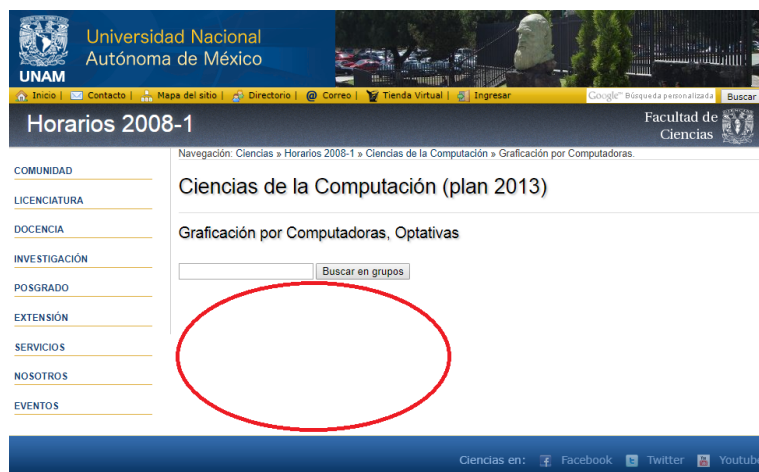 Universidad Nacional
Autónoma de México
UNAM
Inicio | Contacto | Mapa del sitio | Directorio | @ Correo | Tienda Virtual | Ingresar
Google™ Búsqueda personalizada Buscar
Horarios 2008-1
Facultad de
Ciencias
Navegación: Ciencias » Horarios 2008-1 » Ciencias de la Computación » Graficación por Computadoras.
COMUNIDAD
LICENCIATURA
DOCENCIA
INVESTIGACIÓN
POSGRADO
EXTENSIÓN
SERVICIOS
NOSOTROS
EVENTOS
Ciencias de la Computación (plan 2013)
Graficación por Computadoras, Optativas
Buscar en grupos
Ciencias en: Facebook Twitter Youtube